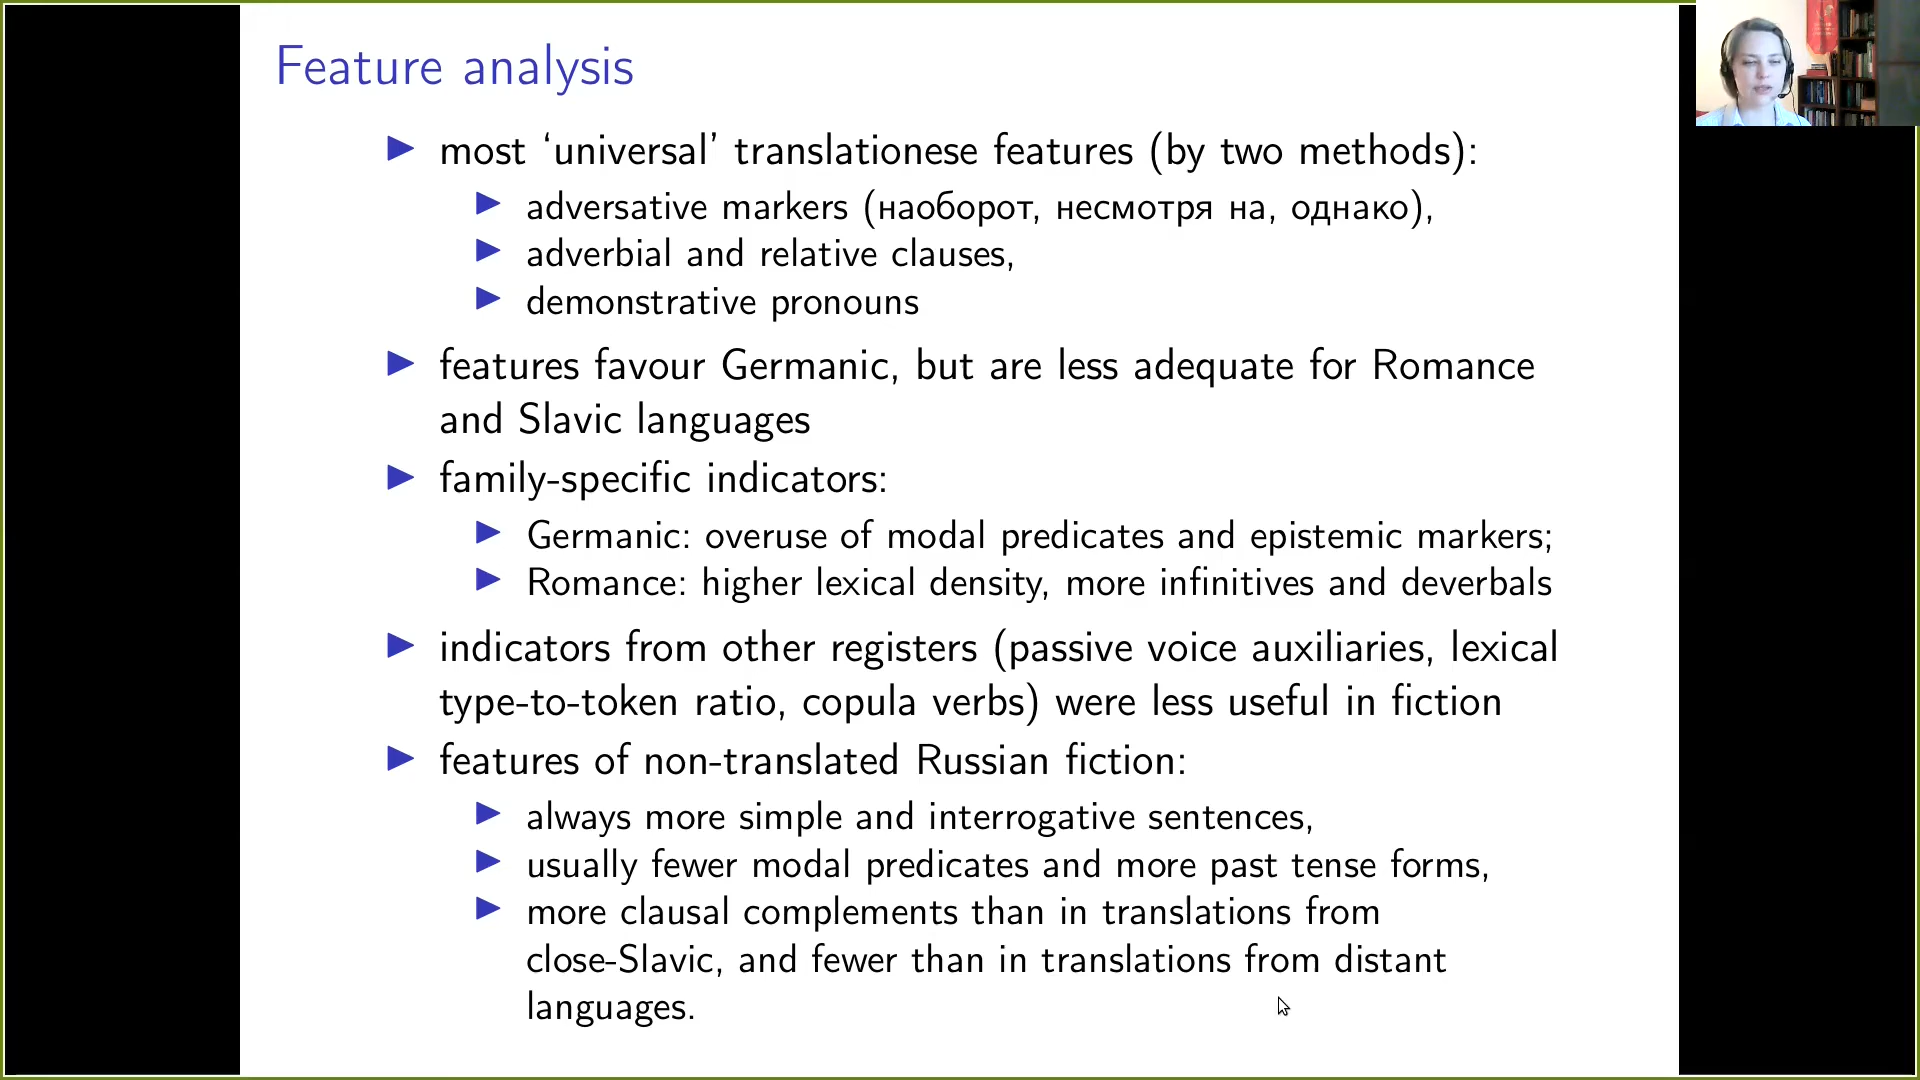 Feature analysis
most ‘universal’ translationese features (by two methods):
adversative markers (наоборот, несмотря на, однако),
adverbial and relative clauses,
demonstrative pronouns
features favour Germanic, but are less adequate for Romance
and Slavic languages
family-specific indicators:
Germanic: overuse of modal predicates and epistemic markers;
Romance: higher lexical density, more infinitives and deverbals
indicators from other registers (passive voice auxiliaries, lexical
type-to-token ratio, copula verbs) were less useful in fiction
features of non-translated Russian fiction:
always more simple and interrogative sentences,
usually fewer modal predicates and more past tense forms,
more clausal complements than in translations from
close-Slavic, and fewer than in translations from distant
languages.